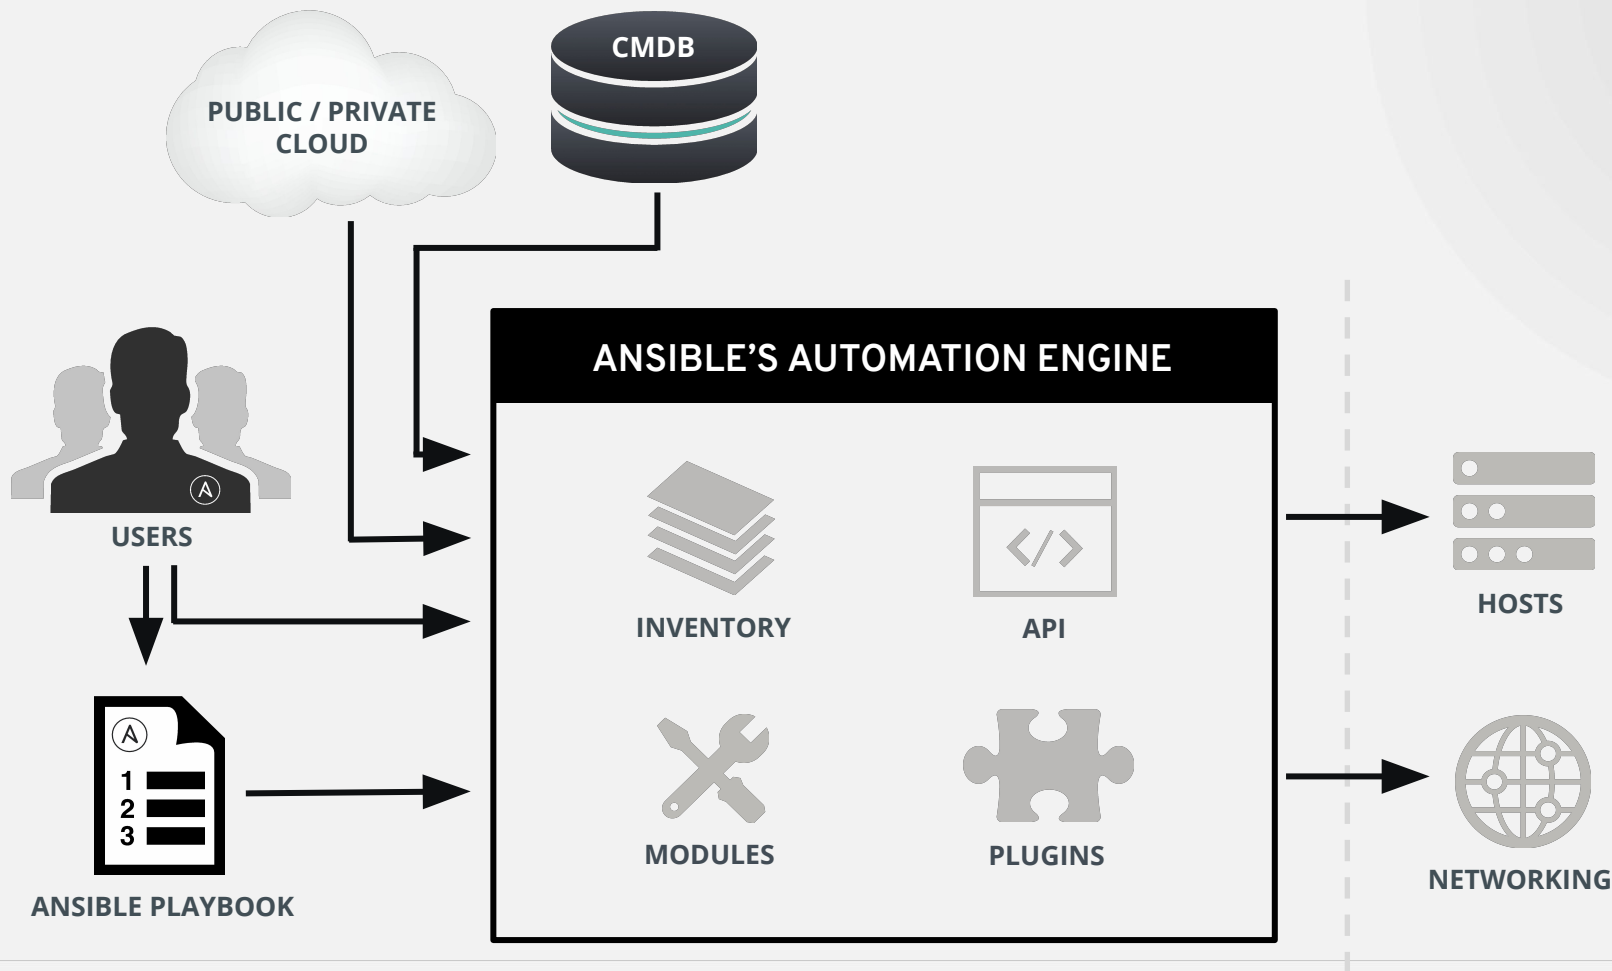 PUBLIC / PRIVATE
CLOUD
CMDB
ANSIBLE’S AUTOMATION ENGINE
USERS
INVENTORY
API
HOSTS
1
2
3
MODULES
PLUGINS
NETWORKING
ANSIBLE PLAYBOOK